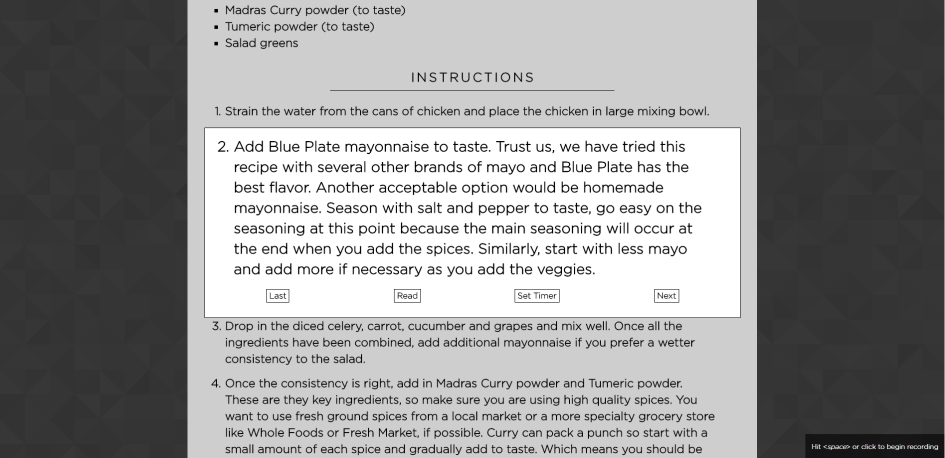 ▪ Madras Curry powder (to taste)
▪ Tumeric powder (to taste)
▪ Salad greens
INSTRUCTIONS
1. Strain the water from the cans of chicken and place the chicken in large mixing bowl.
2. Add Blue Plate mayonnaise to taste. Trust us, we have tried this
recipe with several other brands of mayo and Blue Plate has the
best flavor. Another acceptable option would be homemade
mayonnaise. Season with salt and pepper to taste, go easy on the
seasoning at this point because the main seasoning will occur at
the end when you add the spices. Similarly, start with less mayo
and add more if necessary as you add the veggies.
Last Read Set Timer Next
3. Drop in the diced celery, carrot, cucumber and grapes and mix well. Once all the
ingredients have been combined, add additional mayonnaise if you prefer a wetter
consistency to the salad.
4. Once the consistency is right, add in Madras Curry powder and Tumeric powder.
These are they key ingredients, so make sure you are using high quality spices. You
want to use fresh ground spices from a local market or a more specialty grocery store
like Whole Foods or Fresh Market, if possible. Curry can pack a punch so start with a
small amount of each spice and gradually add to taste. Which means you should be
Hit <space> or click to begin recording